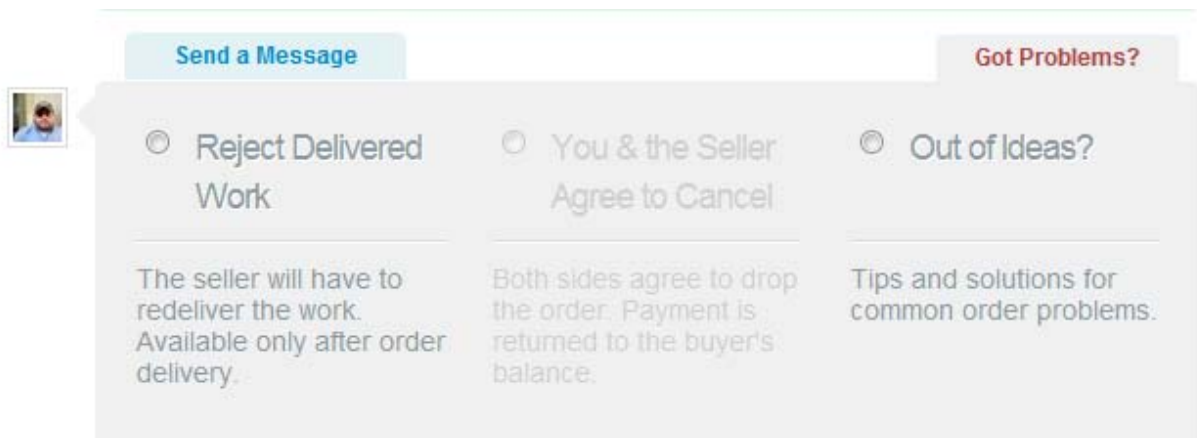 Send a Message
Got Problems?
Reject Delivered
Work
The seller will have to
redeliver the work.
Available only after order
delivery.
You & the Seller
Agree to Cancel
Both sides agree to drop
the order. Payment is
returned to the buyer's
balance.
Out of Ideas?
Tips and solutions for
common order problems.